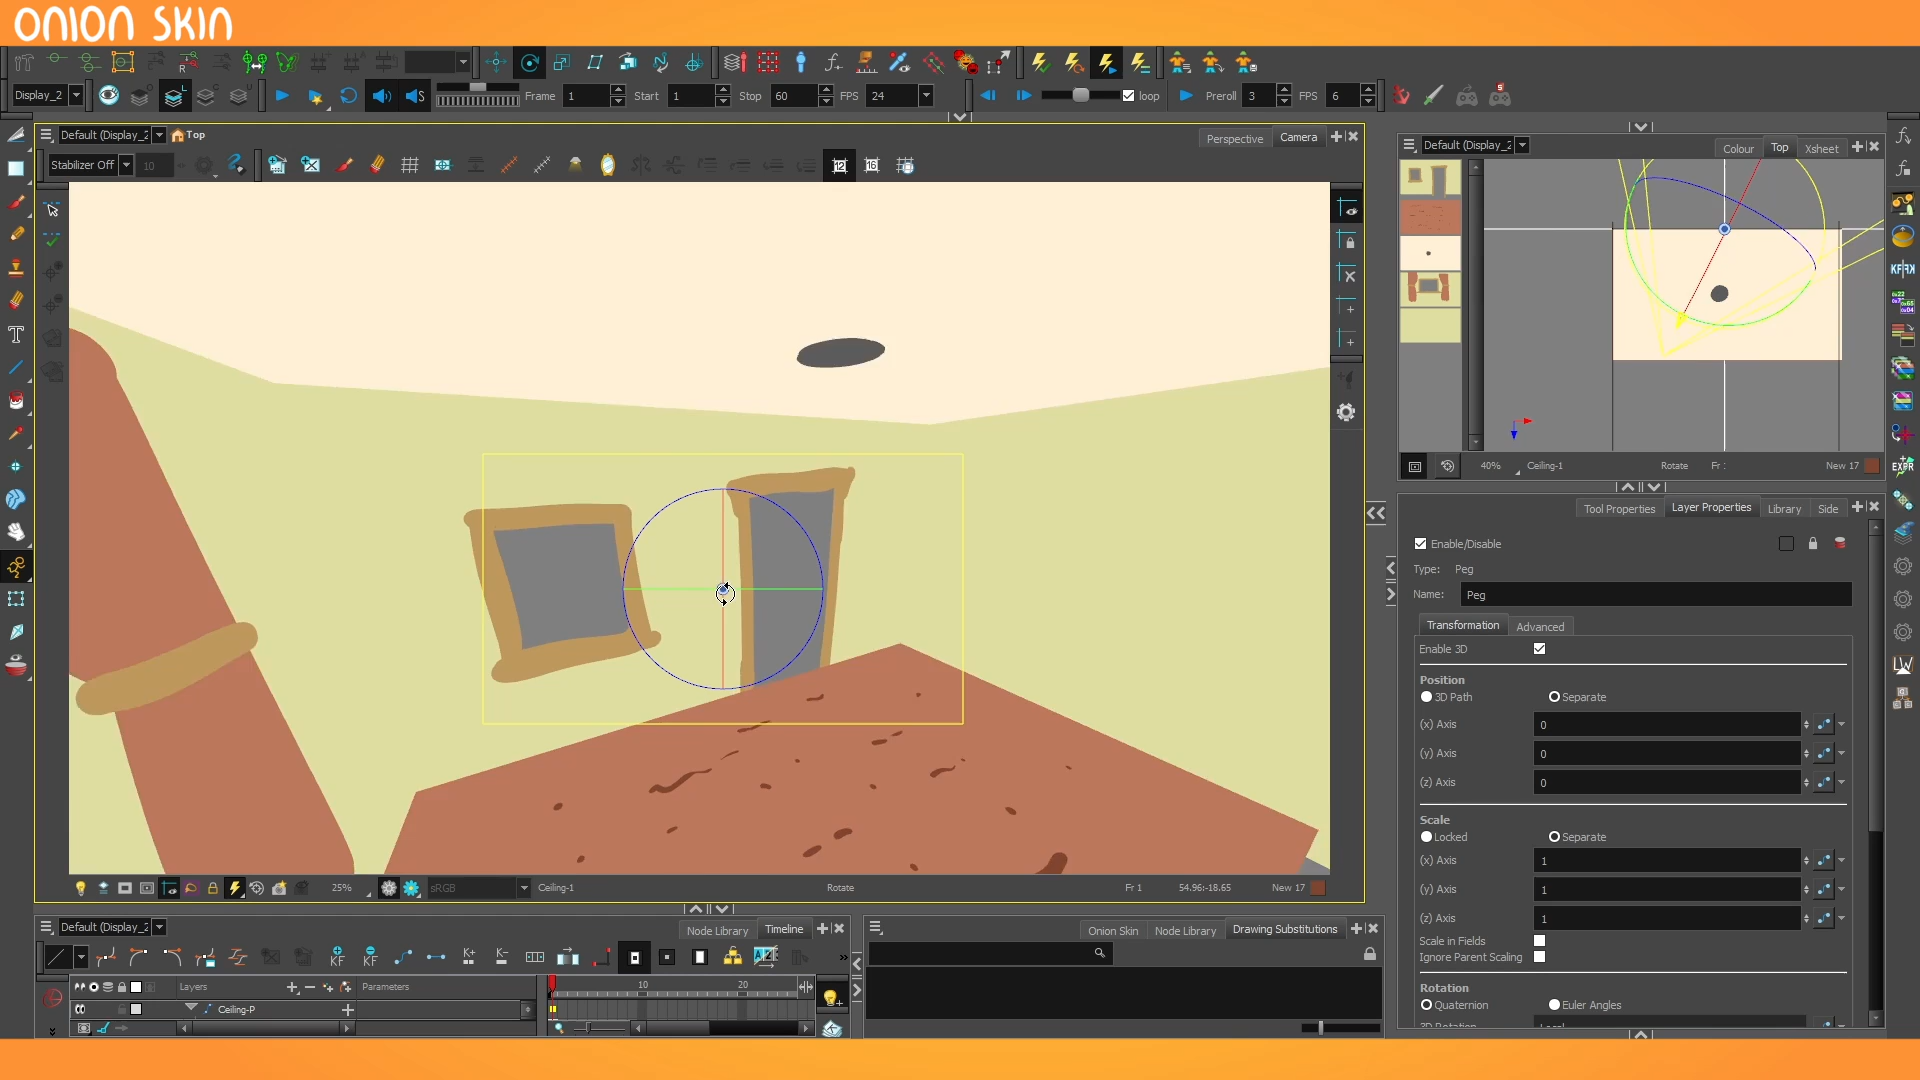 ONION SKIN
Display_2
Frame 1
Start 1
Stop 60
FPS 24
loop
Preroll 3
FPS 6
Default (Display_2
Top
Perspective
Camera
Stabilizer Off
10
12
16
25%
sRGB
Ceiling-1
Rotate
Fr 1
54.96:-18.65
New 17
Default (Display_2
Colour
Top
Xsheet
40%
Ceiling-1
Rotate
Fr :
New 17
Tool Properties
Layer Properties
Library
Side
Enable/Disable
Type: Peg
Name: Peg
Transformation
Advanced
Enable 3D
Position
3D Path
Separate
(x) Axis 0
(y) Axis 0
(z) Axis 0
Scale
Locked
Separate
(x) Axis 1
(y) Axis 1
(z) Axis 1
Scale in Fields
Ignore Parent Scaling
Rotation
Quaternion
Euler Angles
Default (Display_2
Node Library
Timeline
KF
KF
K+
K-
Layers
Parameters
10
20
Ceiling-P
Onion Skin
Node Library
Drawing Substitutions
EXPR